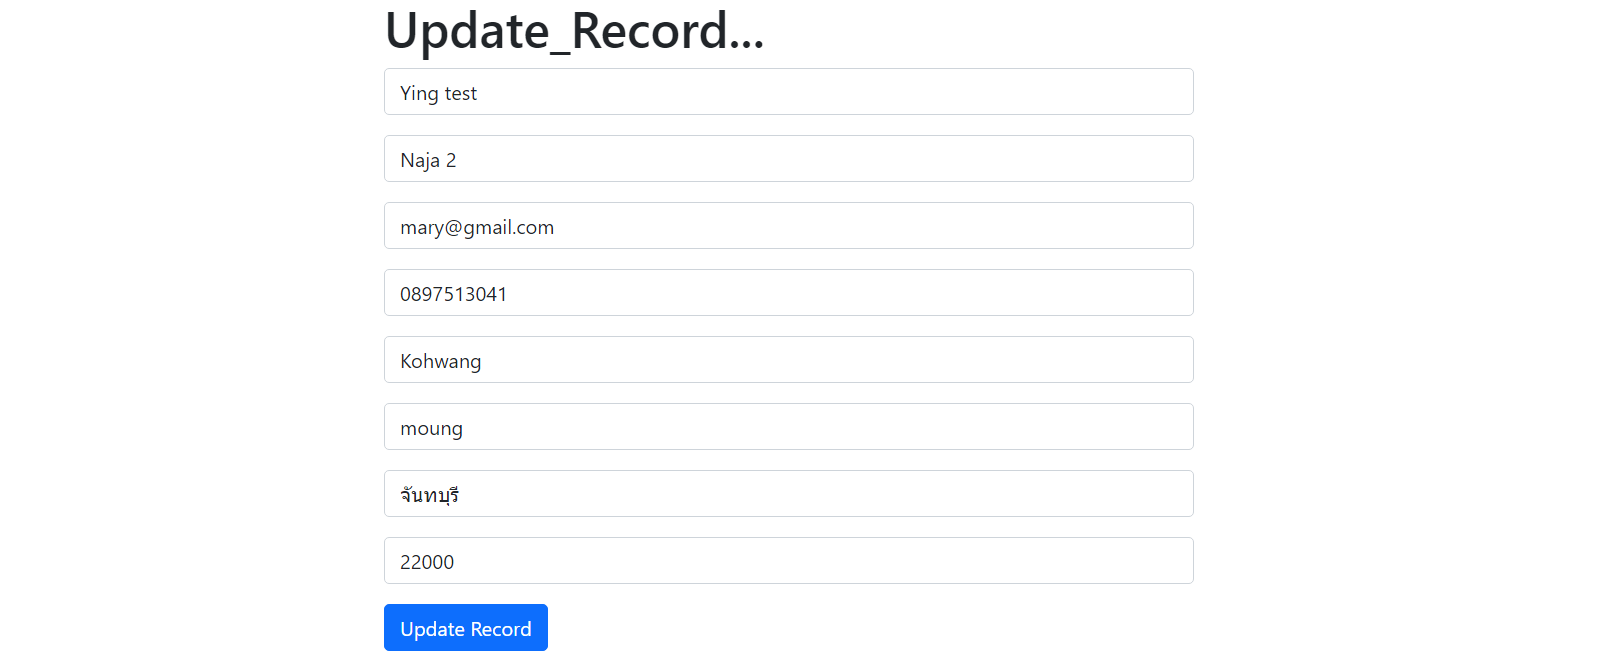 Update_Record...
Ying test
Naja 2
mary@gmail.com
0897513041
Kohwang
moung
จันทบุรี
22000
Update Record